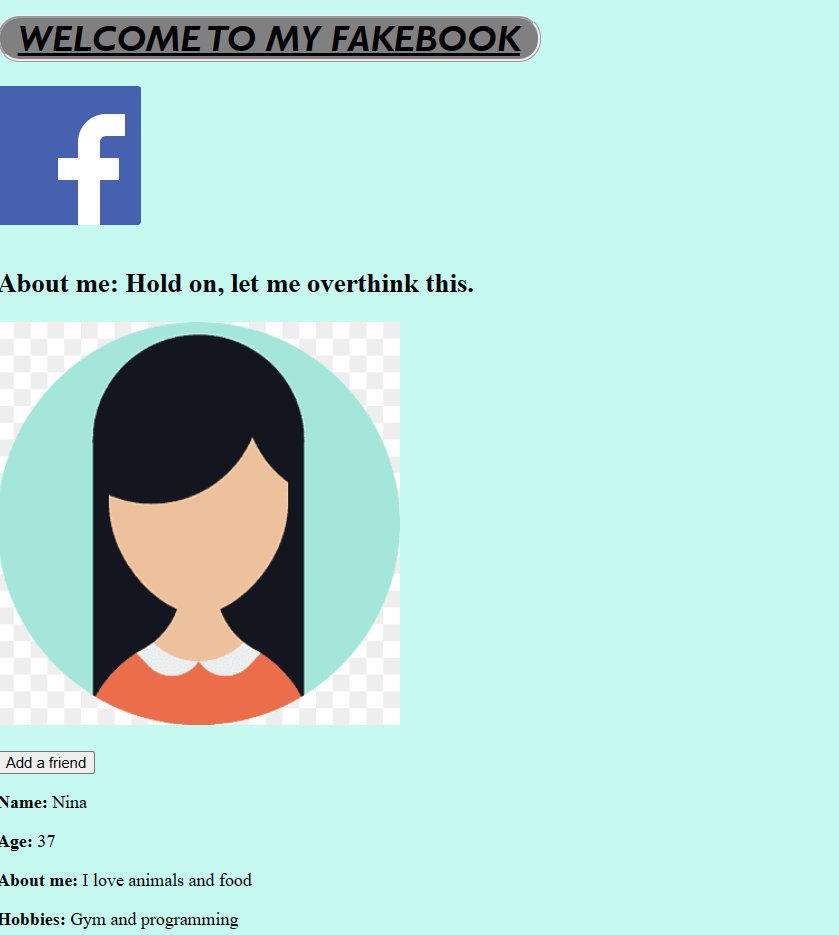 WELCOME TO MY FAKEBOOK
f
About me: Hold on, let me overthink this.
Add a friend
Name: Nina
Age: 37
About me: I love animals and food
Hobbies: Gym and programming